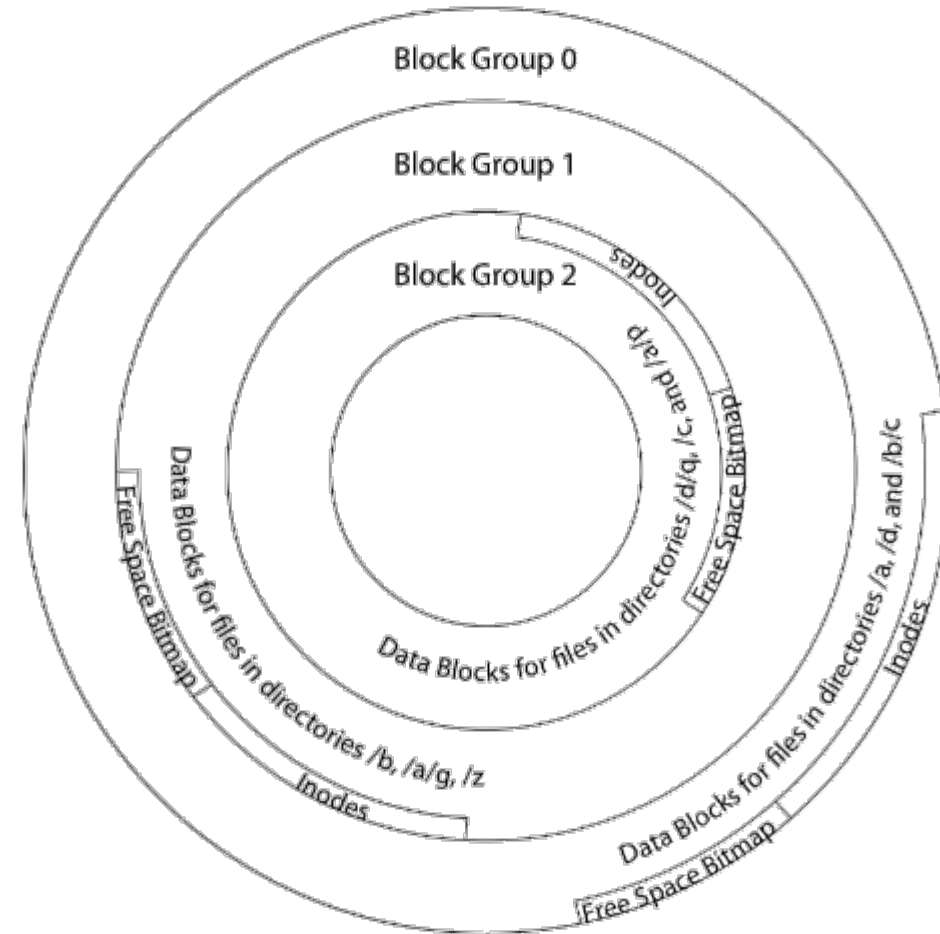 Block Group 0
Block Group 1
Block Group 2
Inodes
Free Space Bitmap
Data Blocks for files in directories /d/q, /c, and /a/p
Free Space Bitmap
Inodes
Data Blocks for files in directories /b, /a/g, /z
Inodes
Free Space Bitmap
Data Blocks for files in directories /a, /d, and /b/c